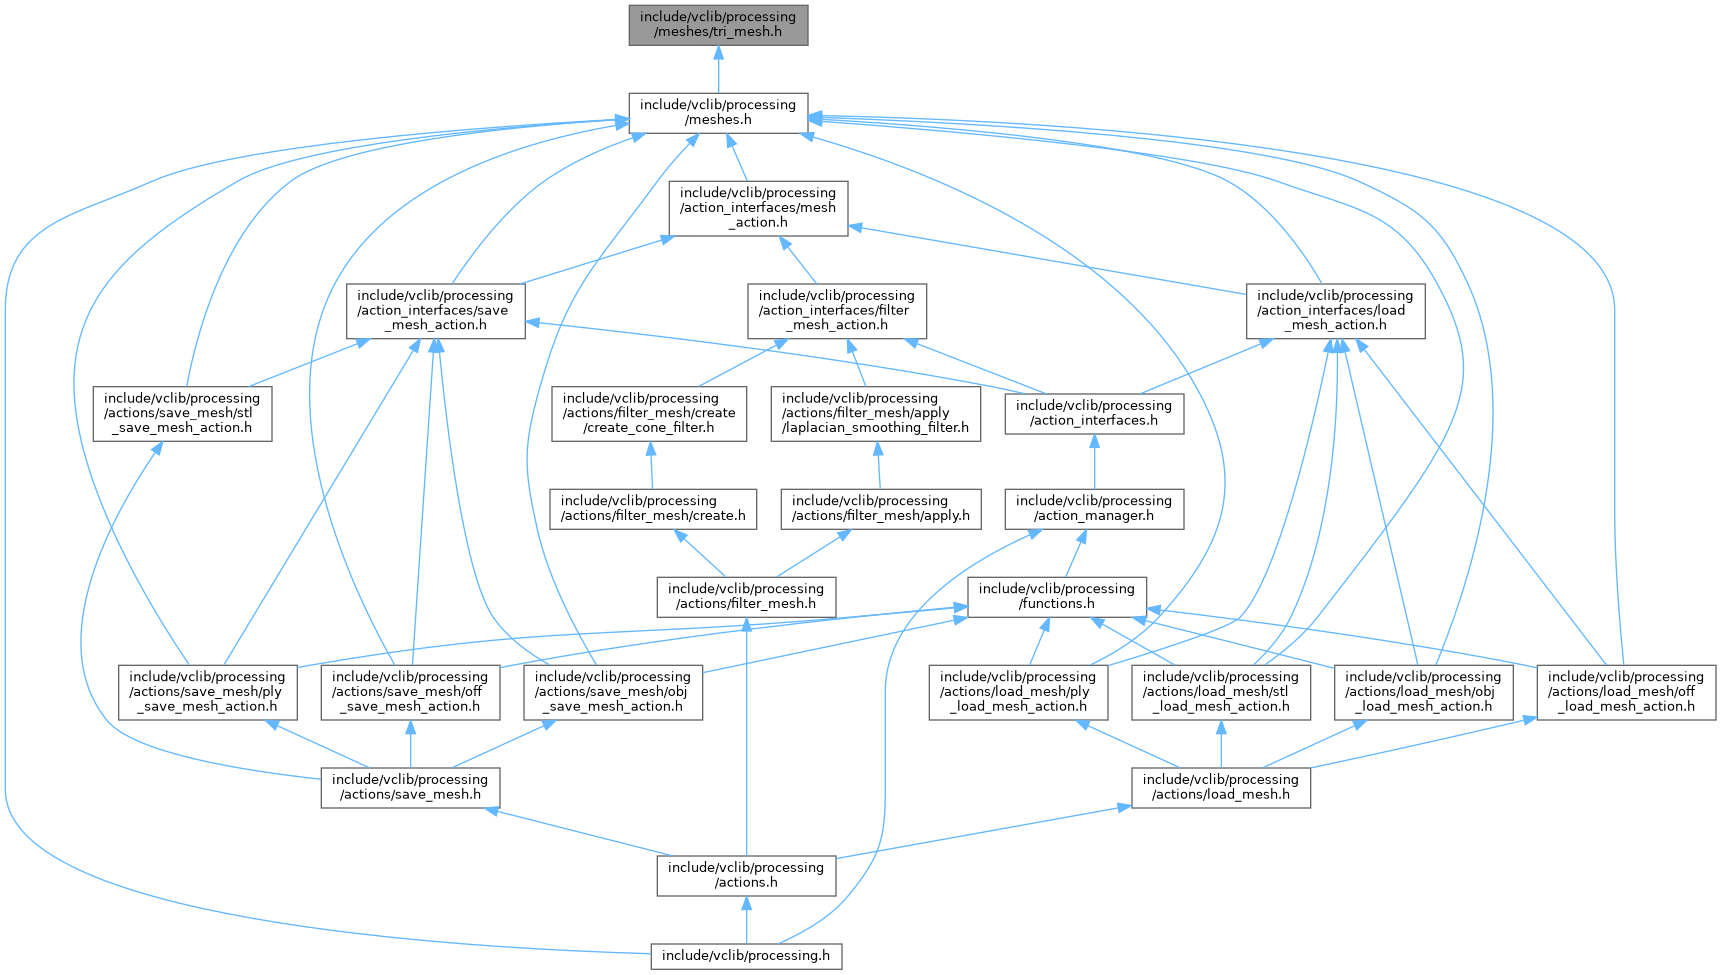 include/vclib/processing
/meshes/tri_mesh.h
include/vclib/processing
/meshes.h
include/vclib/processing
/action_interfaces/mesh
_action.h
include/vclib/processing
/action_interfaces/save
_mesh_action.h
include/vclib/processing
/action_interfaces/filter
_mesh_action.h
include/vclib/processing
/action_interfaces/load
_mesh_action.h
include/vclib/processing
/actions/save_mesh/stl
_save_mesh_action.h
include/vclib/processing
/actions/filter_mesh/create
/create_cone_filter.h
include/vclib/processing
/actions/filter_mesh/apply
/laplacian_smoothing_filter.h
include/vclib/processing
/action_interfaces.h
include/vclib/processing
/actions/filter_mesh/create.h
include/vclib/processing
/actions/filter_mesh/apply.h
include/vclib/processing
/action_manager.h
include/vclib/processing
/actions/filter_mesh.h
include/vclib/processing
/functions.h
include/vclib/processing
/actions/save_mesh/ply
_save_mesh_action.h
include/vclib/processing
/actions/save_mesh/off
_save_mesh_action.h
include/vclib/processing
/actions/save_mesh/obj
_save_mesh_action.h
include/vclib/processing
/actions/load_mesh/ply
_load_mesh_action.h
include/vclib/processing
/actions/load_mesh/stl
_load_mesh_action.h
include/vclib/processing
/actions/load_mesh/obj
_load_mesh_action.h
include/vclib/processing
/actions/load_mesh/off
_load_mesh_action.h
include/vclib/processing
/actions/save_mesh.h
include/vclib/processing
/actions/load_mesh.h
include/vclib/processing
/actions.h
include/vclib/processing.h